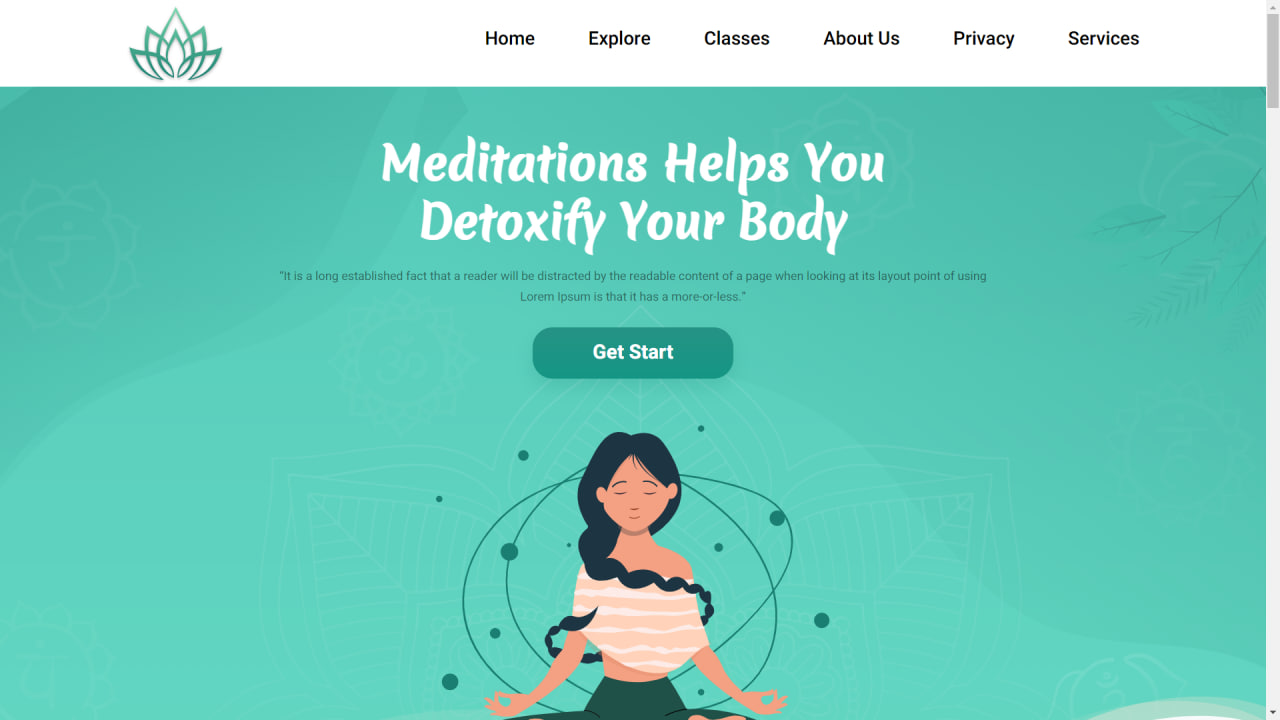 Home Explore Classes About Us Privacy Services
Meditations Helps You
Detoxify Your Body
“It is a long established fact that a reader will be distracted by the readable content of a page when looking at its layout point of using
Lorem Ipsum is that it has a more-or-less.”
Get Start